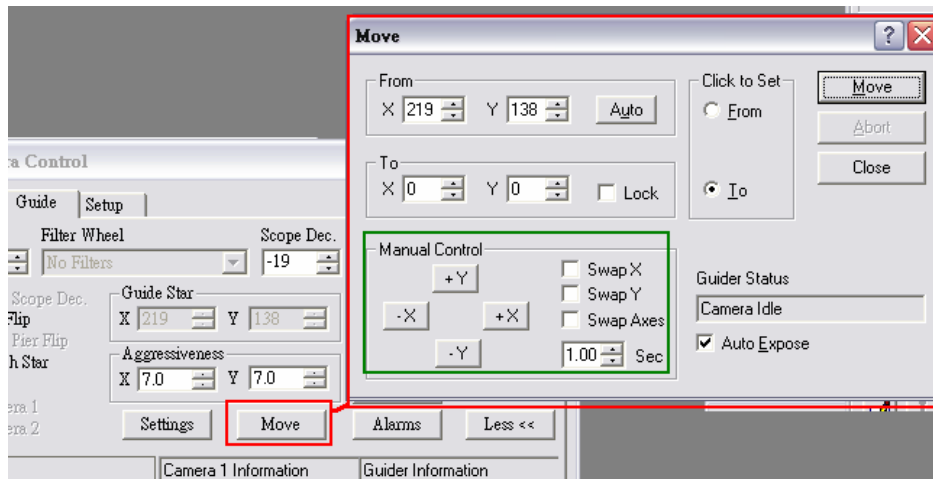 Move
From
X 219 Y 138 Auto
Click to Set
From
To
Move
Abort
Close
To
X 0 Y 0 Lock
Manual Control
+Y
-X +X
-Y
Swap X
Swap Y
Swap Axes
1.00 Sec
Guider Status
Camera Idle
Auto Expose
ra Control
Guide Setup
Filter Wheel Scope Dec.
No Filters -19
Scope Dec. Guide Star
Flip X 219 Y 138
Pier Flip
h Star Aggressiveness
X 7.0 Y 7.0
era 1
era 2 Settings Move Alarms Less <<
Camera 1 Information Guider Information